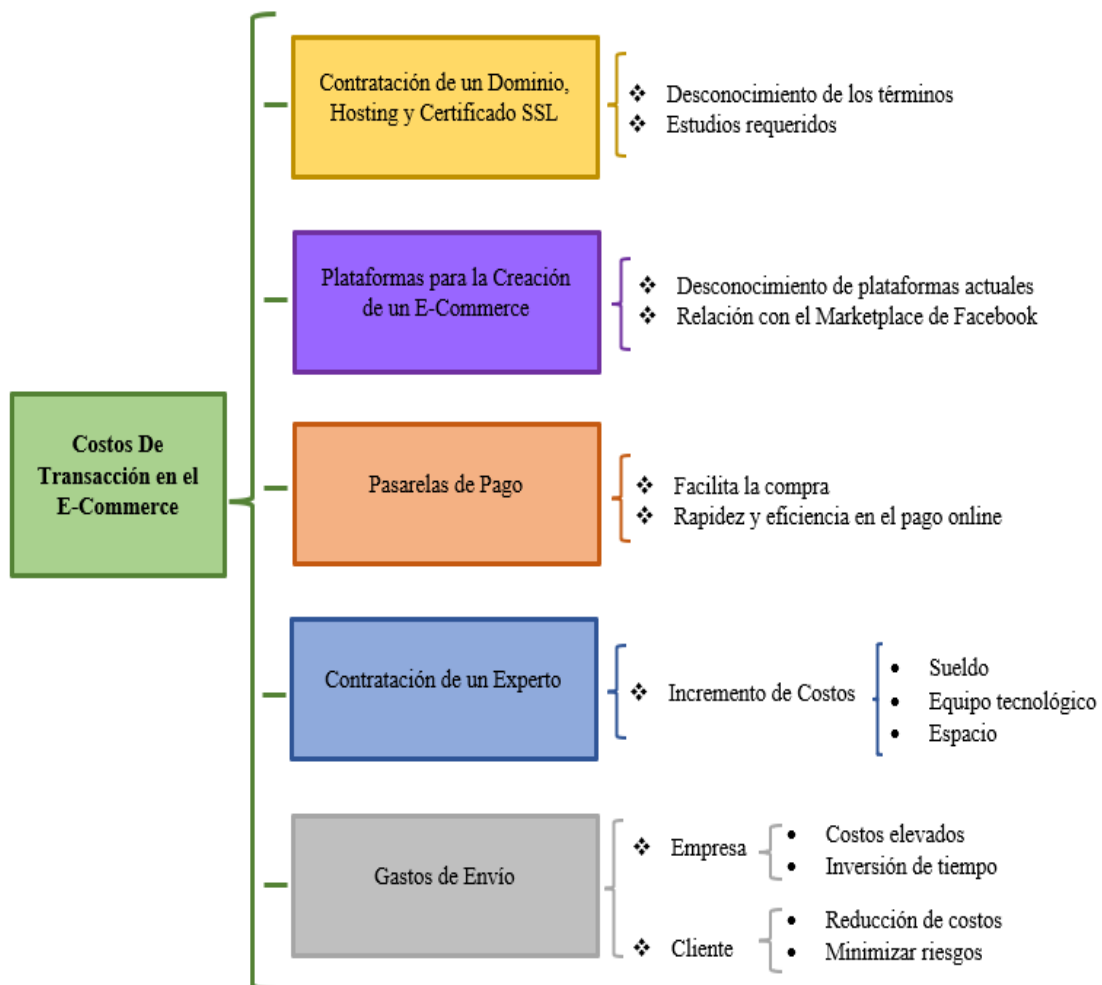 Costos De
Transacción en el
E-Commerce
Contratación de un Dominio,
Hosting y Certificado SSL
❖ Desconocimiento de los términos
❖ Estudios requeridos
Plataformas para la Creación
de un E-Commerce
❖ Desconocimiento de plataformas actuales
❖ Relación con el Marketplace de Facebook
Pasarelas de Pago
❖ Facilita la compra
❖ Rapidez y eficiencia en el pago online
Contratación de un Experto
❖ Incremento de Costos
• Sueldo
• Equipo tecnológico
• Espacio
Gastos de Envío
❖ Empresa
• Costos elevados
• Inversión de tiempo
❖ Cliente
• Reducción de costos
• Minimizar riesgos